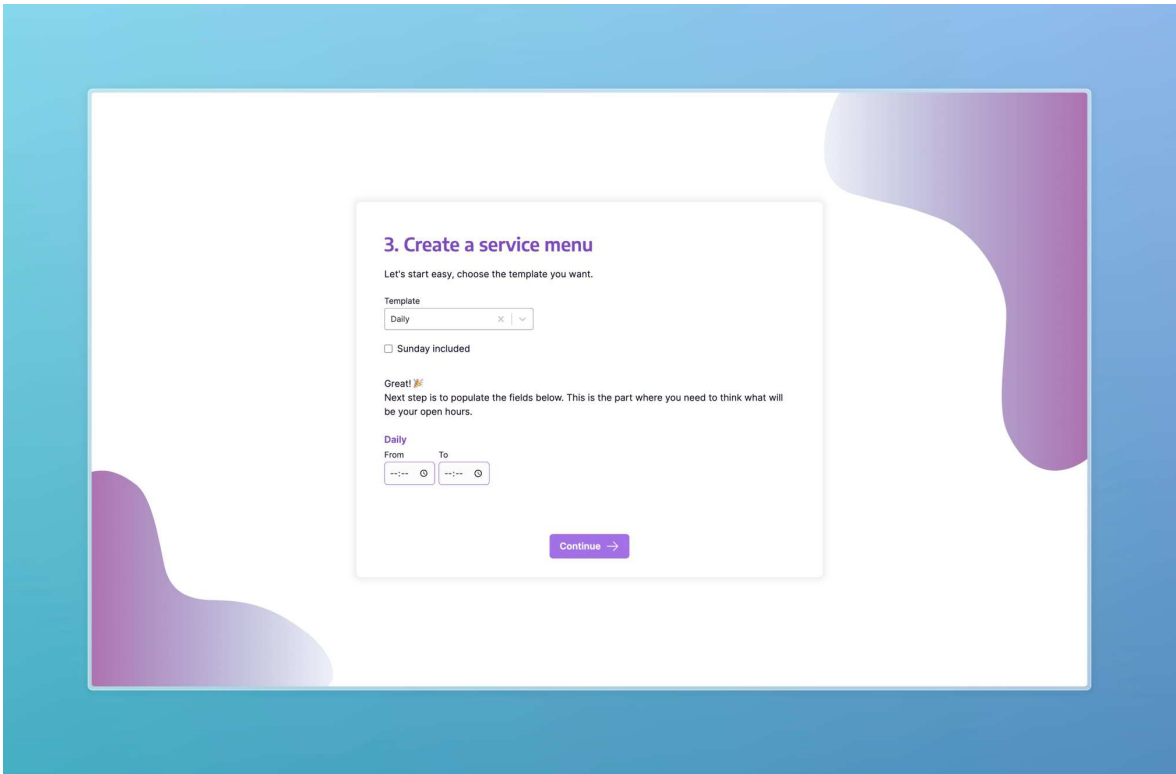 3. Create a service menu
Let's start easy, choose the template you want.
Template
Daily
Sunday included
Great! 🎉
Next step is to populate the fields below. This is the part where you need to think what will
be your open hours.
Daily
From To
--:-- --:--
Continue →